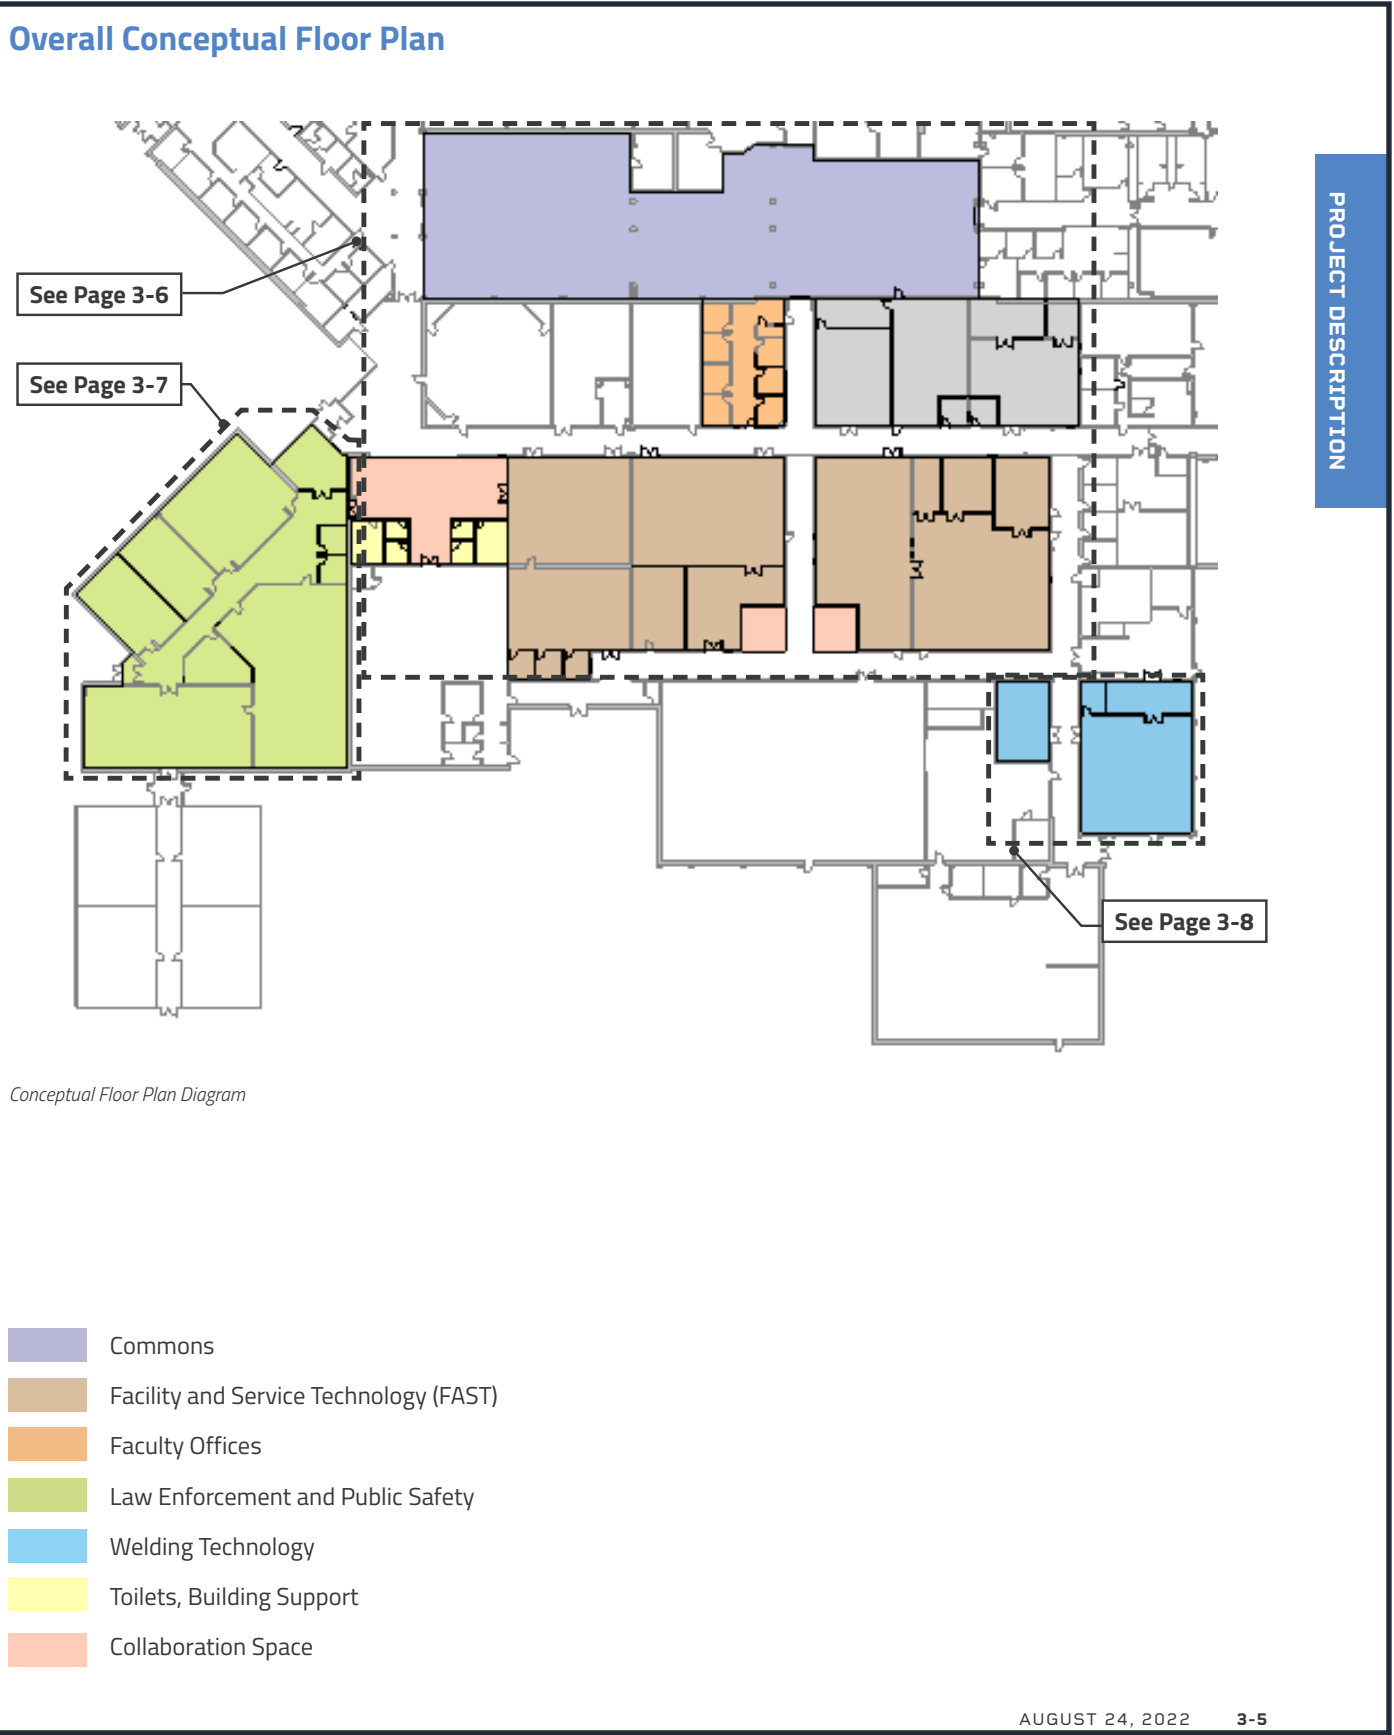 Overall Conceptual Floor Plan
PROJECT DESCRIPTION
See Page 3-6
See Page 3-7
See Page 3-8
Conceptual Floor Plan Diagram
Commons
Facility and Service Technology (FAST)
Faculty Offices
Law Enforcement and Public Safety
Welding Technology
Toilets, Building Support
Collaboration Space
AUGUST 24, 2022 3-5